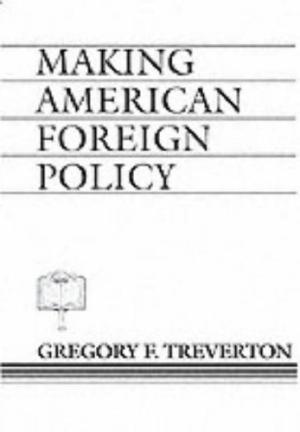 MAKING
AMERICAN
FOREIGN
POLICY
GREGORY F. TREVERTON